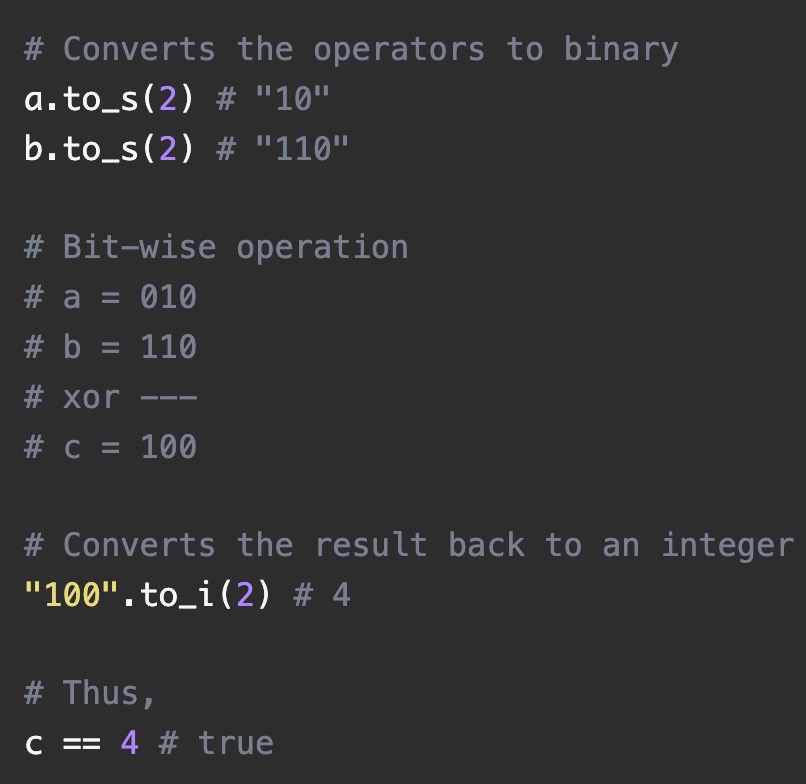 # Converts the operators to binary
a.to_s(2) # "10"
b.to_s(2) # "110"
# Bit-wise operation
# a = 010
# b = 110
# xor ---
# c = 100
# Converts the result back to an integer
"100".to_i(2) # 4
# Thus,
c == 4 # true